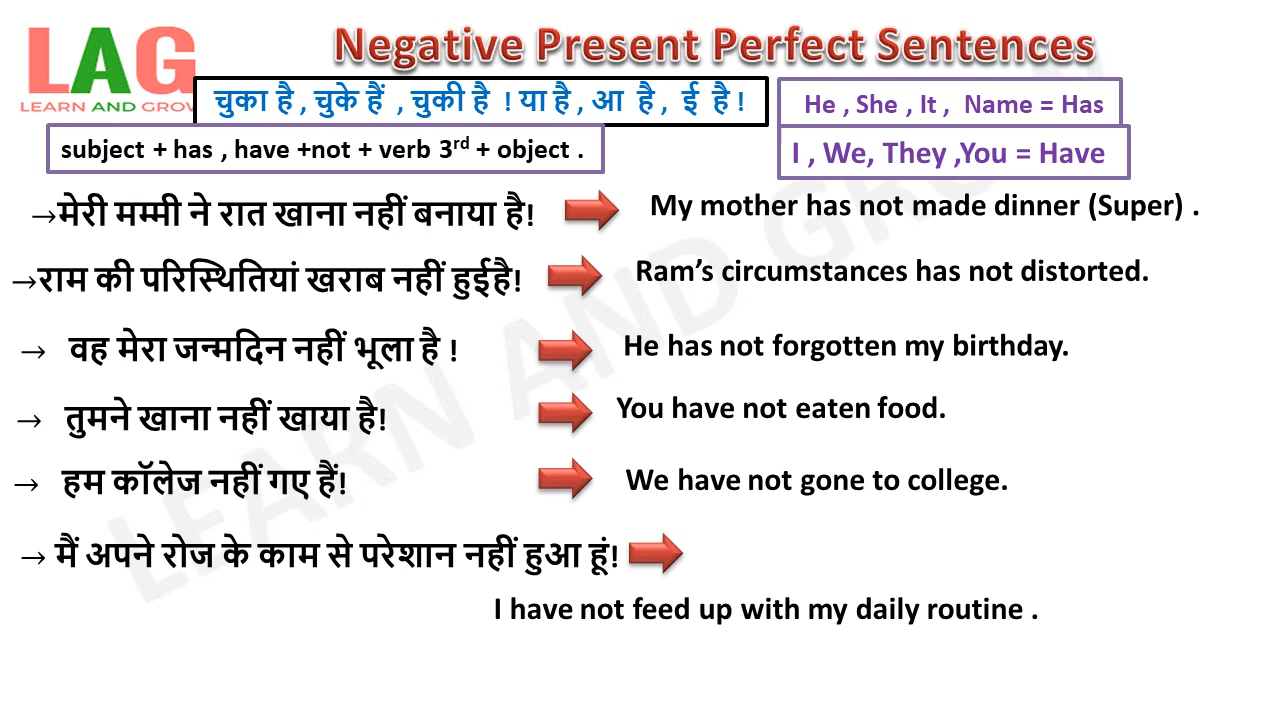 LAG
LEARN AND GROW
Negative Present Perfect Sentences
चुका है , चुके हैं , चुकी है ! या है , आ है , ई है !
He , She , It , Name = Has
subject + has , have +not + verb 3rd + object .
I , We, They ,You = Have
→मेरी मम्मी ने रात खाना नहीं बनाया है!
My mother has not made dinner (Super) .
→राम की परिस्थितियां खराब नहीं हुईहै!
Ram’s circumstances has not distorted.
→ वह मेरा जन्मदिन नहीं भूला है !
He has not forgotten my birthday.
→ तुमने खाना नहीं खाया है!
You have not eaten food.
→ हम कॉलेज नहीं गए हैं!
We have not gone to college.
→ मैं अपने रोज के काम से परेशान नहीं हुआ हूं!
I have not feed up with my daily routine .
LEARN AND GROW